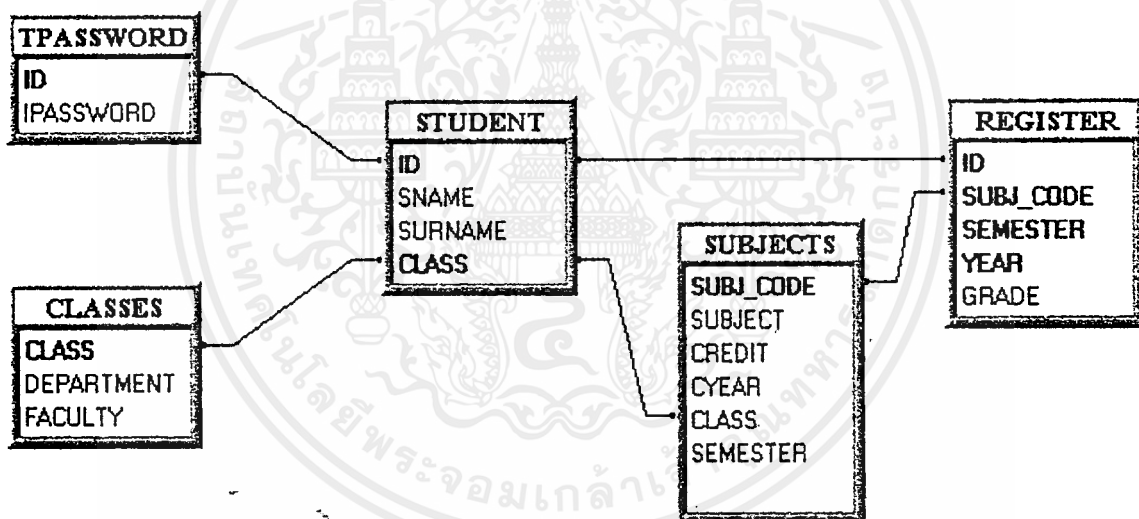 TPASSWORD
ID
IPASSWORD
STUDENT
ID
SNAME
SURNAME
CLASS
REGISTER
ID
SUBJ_CODE
SEMESTER
YEAR
GRADE
SUBJECTS
SUBJ_CODE
SUBJECT
CREDIT
CYEAR
CLASS
SEMESTER
CLASSES
CLASS
DEPARTMENT
FACULTY